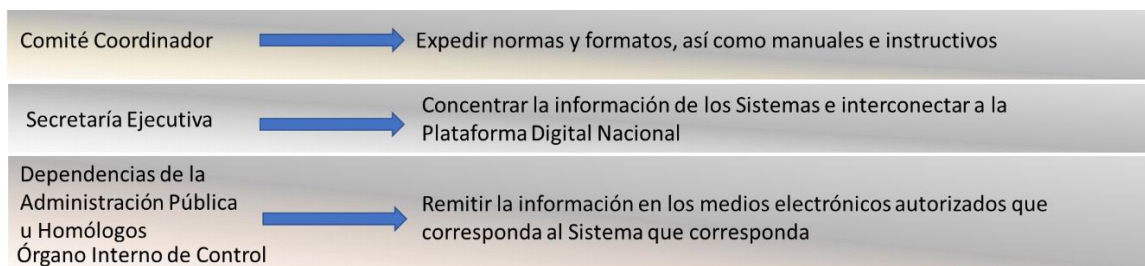 Comité Coordinador
Expedir normas y formatos, así como manuales e instructivos
Secretaría Ejecutiva
Concentrar la información de los Sistemas e interconectar a la
Plataforma Digital Nacional
Dependencias de la
Administración Pública
u Homólogos
Órgano Interno de Control
Remitir la información en los medios electrónicos autorizados que
corresponda al Sistema que corresponda